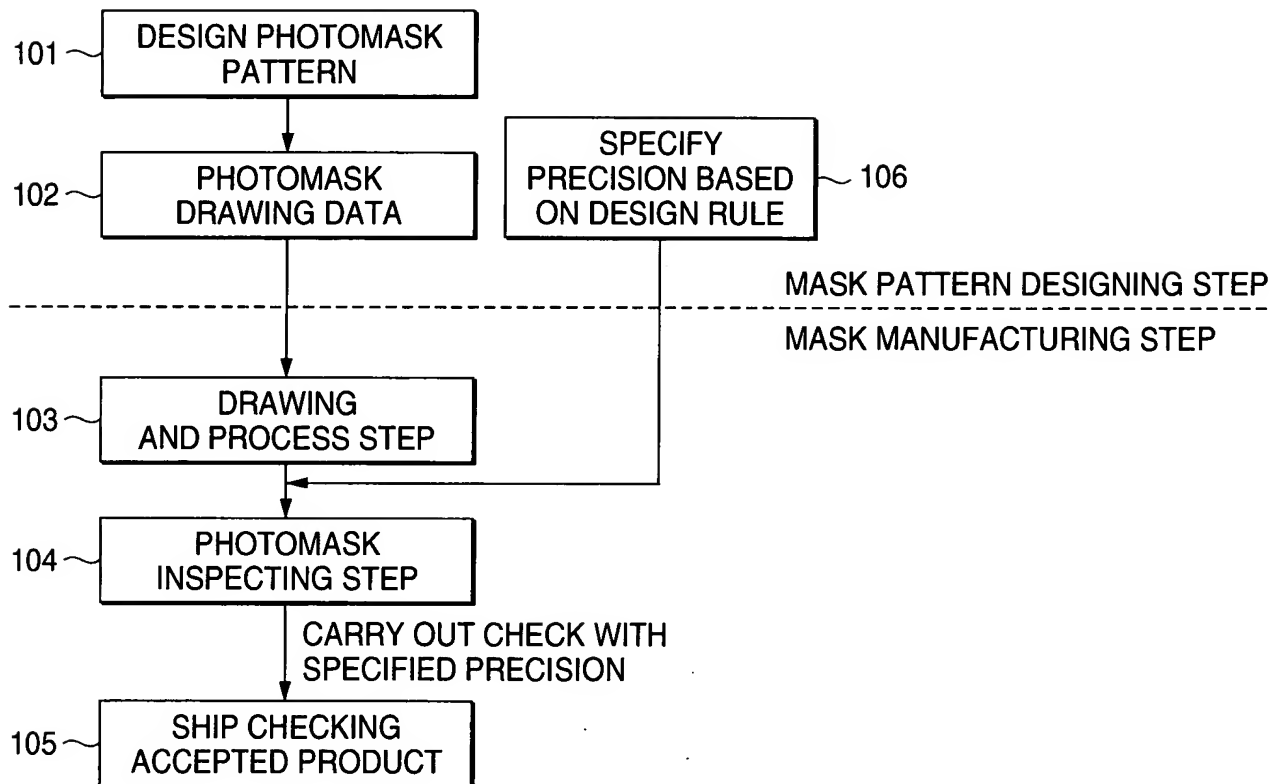 101
DESIGN PHOTOMASK
PATTERN
102
PHOTOMASK
DRAWING DATA
SPECIFY
PRECISION BASED
ON DESIGN RULE
106
MASK PATTERN DESIGNING STEP
MASK MANUFACTURING STEP
103
DRAWING
AND PROCESS STEP
104
PHOTOMASK
INSPECTING STEP
CARRY OUT CHECK WITH
SPECIFIED PRECISION
105
SHIP CHECKING
ACCEPTED PRODUCT